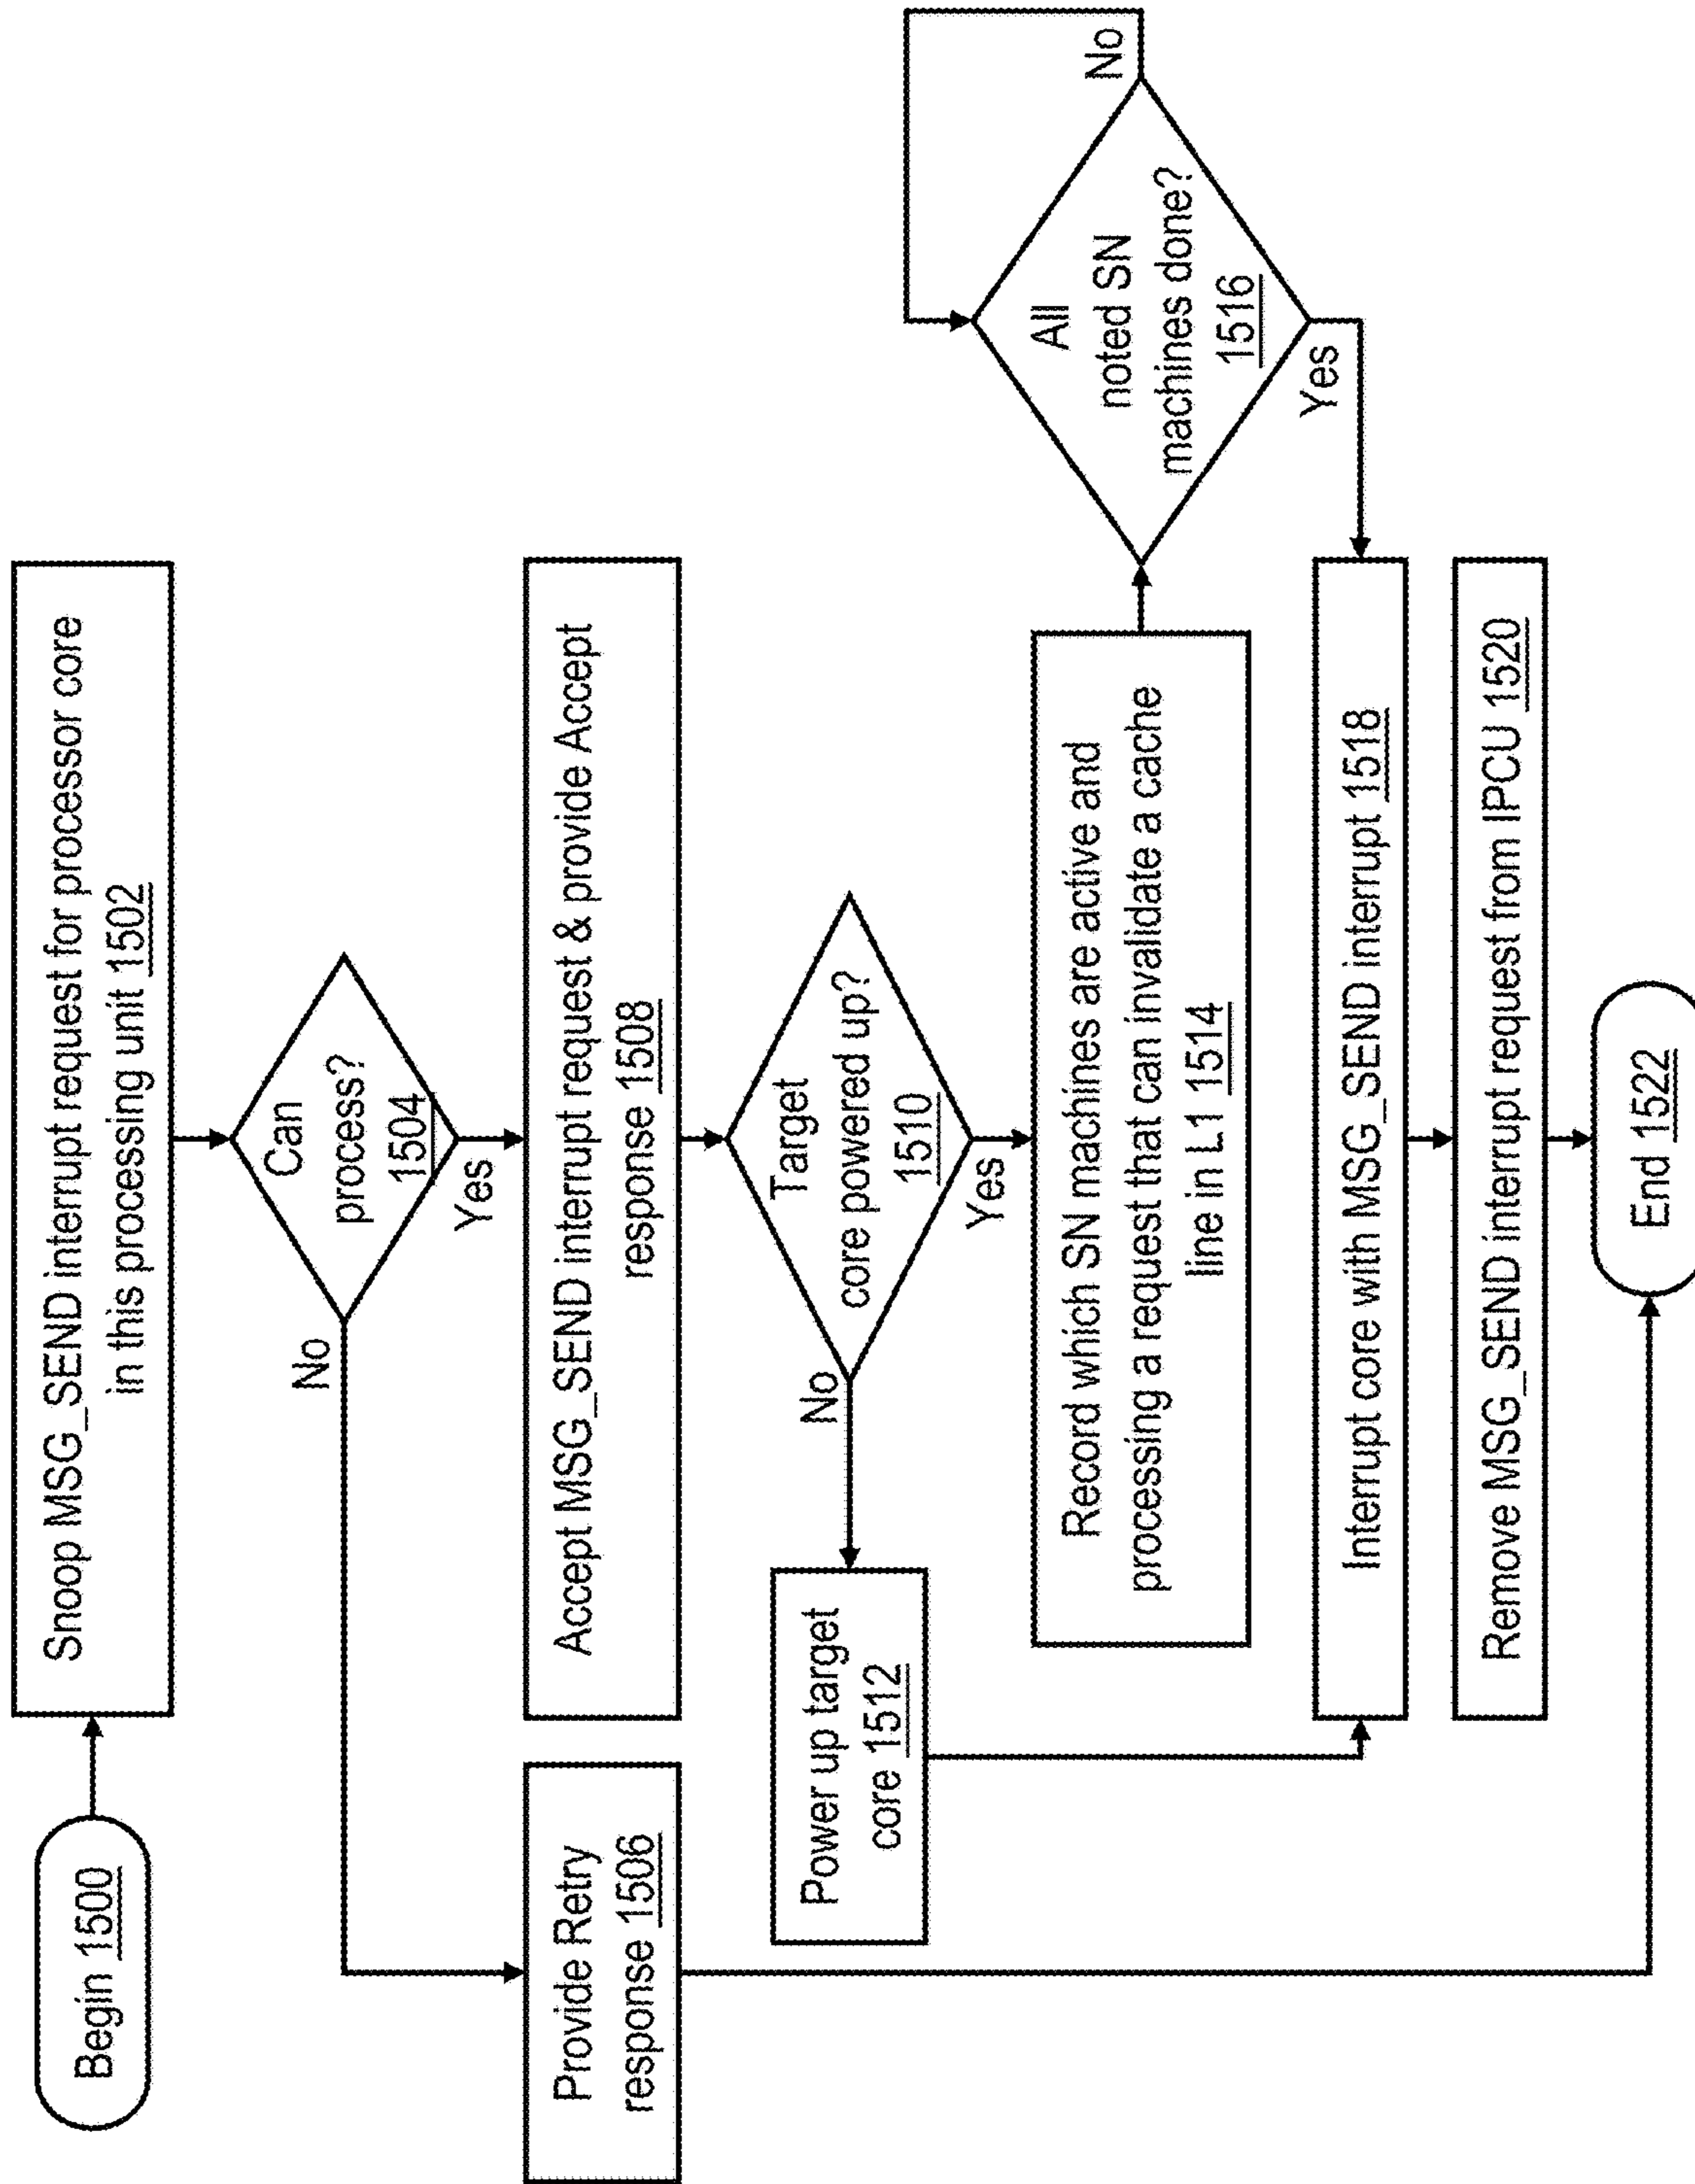 Begin 1500
Snoop MSG_SEND interrupt request for processor core
in this processing unit 1502
Can
process?
1504
No
Yes
Provide Retry
response 1506
Accept MSG_SEND interrupt request & provide Accept
response 1508
Target
core powered up?
1510
No
Yes
Power up target
core 1512
Record which SN machines are active and
processing a request that can invalidate a cache
line in L1 1514
All
noted SN
machines done?
1516
No
Yes
Interrupt core with MSG_SEND interrupt 1518
Remove MSG_SEND interrupt request from IPCU 1520
End 1522